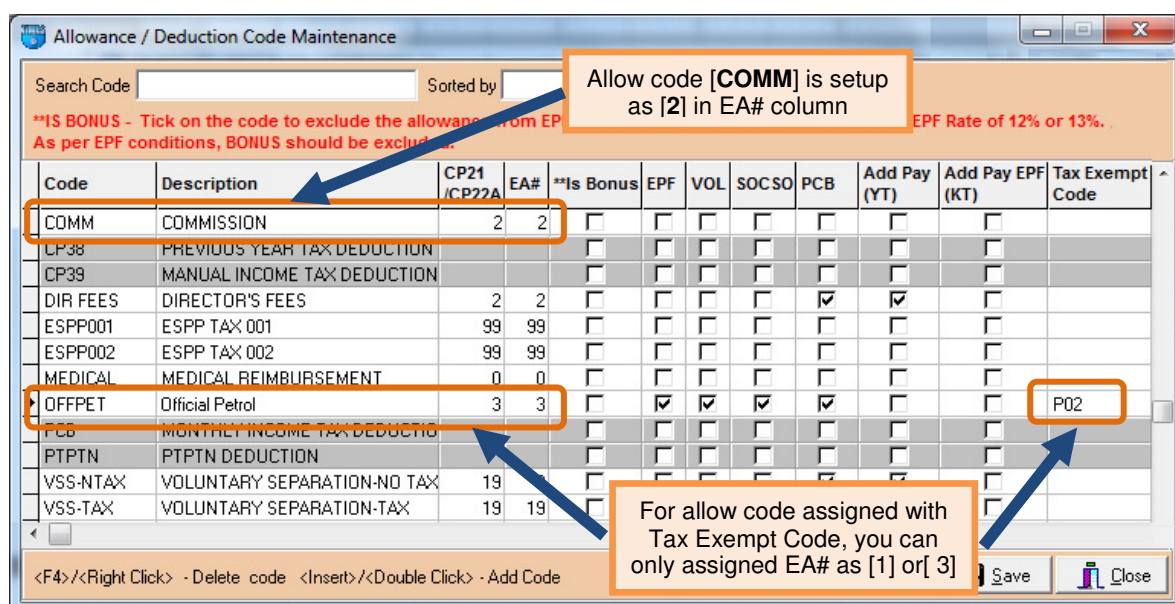 Allowance / Deduction Code Maintenance
Search Code Sorted by
Allow code [COMM] is setup
as [2] in EA# column
**IS BONUS - Tick on the code to exclude the allowance from EP EPF Rate of 12% or 13%.
As per EPF conditions, BONUS should be excluded.
Code Description CP21 /CP22A EA# **Is Bonus EPF VOL SOCSO PCB Add Pay (YT) Add Pay EPF (KT) Tax Exempt Code
COMM COMMISSION 2 2
CP38 PREVIOUS YEAR TAX DEDUCTION
CP39 MANUAL INCOME TAX DEDUCTION
DIR FEES DIRECTOR'S FEES 2 2
ESPP001 ESPP TAX 001 99 99
ESPP002 ESPP TAX 002 99 99
MEDICAL MEDICAL REIMBURSEMENT 0 0
OFFPET Official Petrol 3 3 P02
PCB MONTHLY INCOME TAX DEDUCTIO
PTPTN PTPTN DEDUCTION
VSS-NTAX VOLUNTARY SEPARATION-NO TAX 19
VSS-TAX VOLUNTARY SEPARATION-TAX 19 19
For allow code assigned with
Tax Exempt Code, you can
only assigned EA# as [1] or[ 3]
<F4>/<Right Click> - Delete code <Insert>/<Double Click> - Add Code Save Close